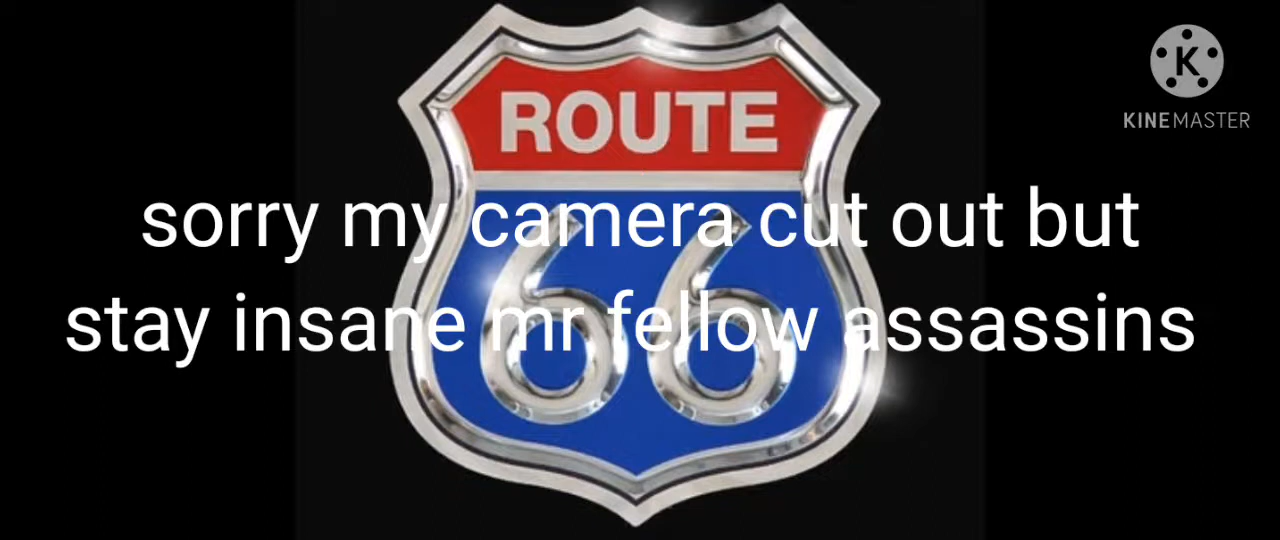 K
KINEMASTER
ROUTE
66
sorry my camera cut out but
stay insane mr fellow assassins